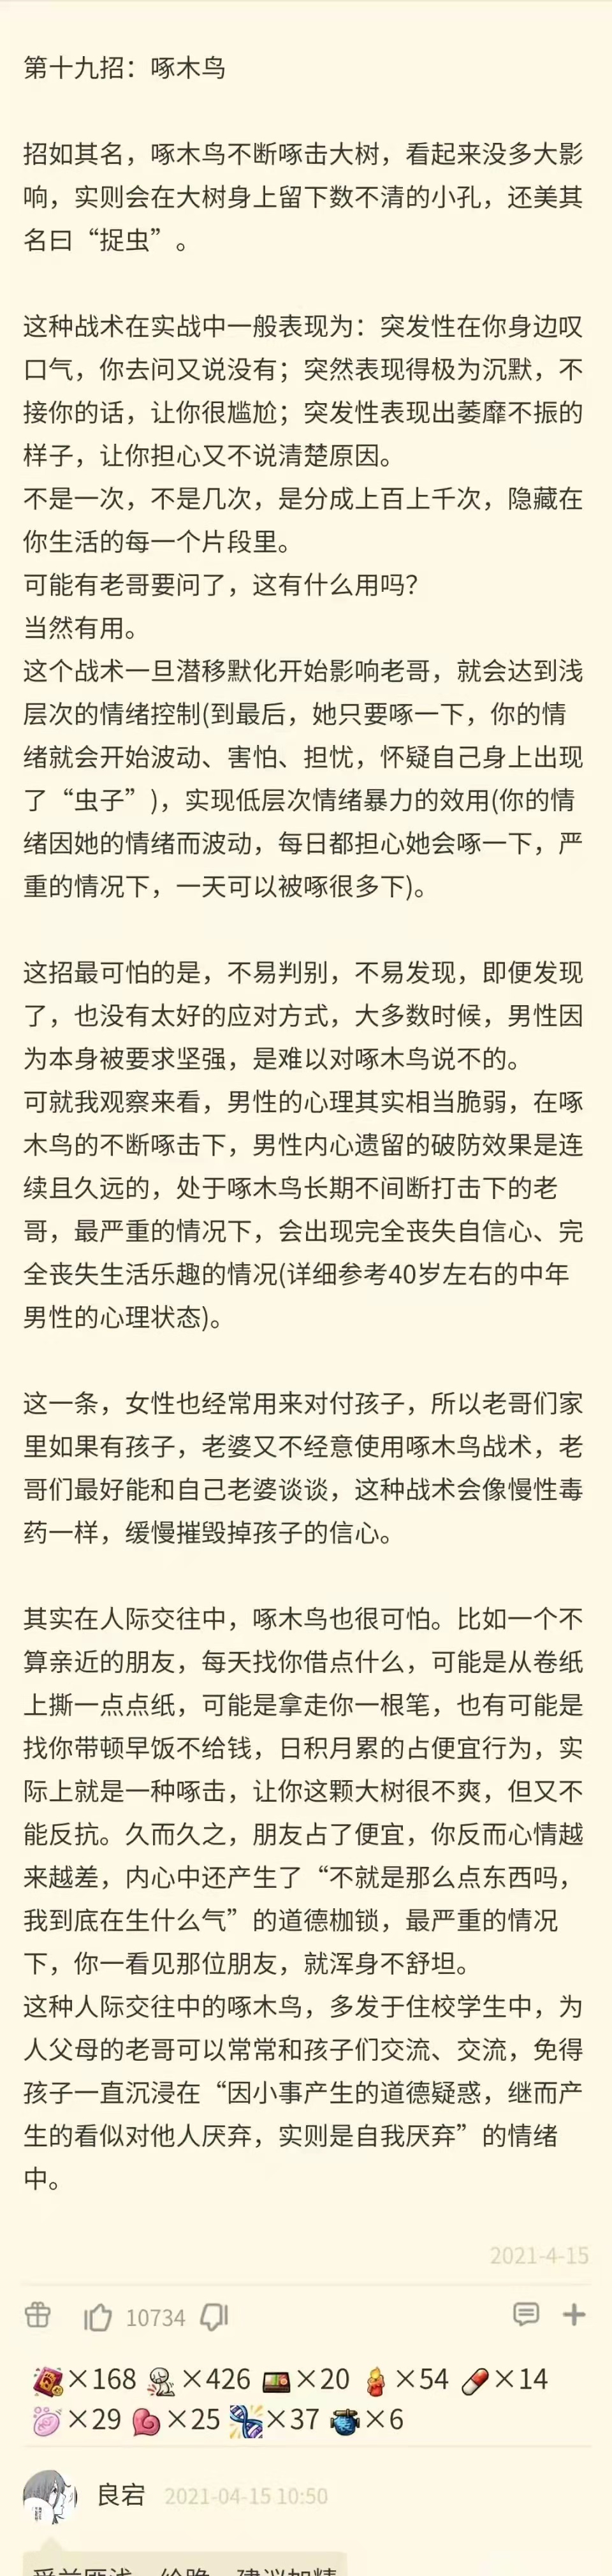 第十九招：啄木鸟
招如其名，啄木鸟不断啄击大树，看起来没多大影
响，实则会在大树身上留下数不清的小孔，还美其
名曰“捉虫”。
这种战术在实战中一般表现为：突发性在你身边叹
口气，你去问又说没有；突然表现得极为沉默，不
接你的话，让你很尴尬；突发性表现出萎靡不振的
样子，让你担心又不说清楚原因。
不是一次，不是几次，是分成上百上千次，隐藏在
你生活的每一个片段里。
可能有老哥要问了，这有什么用吗？
当然有用。
这个战术一旦潜移默化开始影响老哥，就会达到浅
层次的情绪控制(到最后，她只要啄一下，你的情
绪就会开始波动、害怕、担忧，怀疑自己身上出现
了“虫子”)，实现低层次情绪暴力的效用(你的情
绪因她的情绪而波动，每日都担心她会啄一下，严
重的情况下，一天可以被啄很多下)。
这招最可怕的是，不易判别，不易发现，即便发现
了，也没有太好的应对方式，大多数时候，男性因
为本身被要求坚强，是难以对啄木鸟说不的。
可就我观察来看，男性的心理其实相当脆弱，在啄
木鸟的不断啄击下，男性内心遗留的破防效果是连
续且久远的，处于啄木鸟长期不间断打击下的老
哥，最严重的情况下，会出现完全丧失自信心、完
全丧失生活乐趣的情况(详细参考40岁左右的中年
男性的心理状态)。
这一条，女性也经常用来对付孩子，所以老哥们家
里如果有孩子，老婆又不经意使用啄木鸟战术，老
哥们最好能和自己老婆谈谈，这种战术会像慢性毒
药一样，缓慢摧毁掉孩子的信心。
其实在人际交往中，啄木鸟也很可怕。比如一个不
算亲近的朋友，每天找你借点什么，可能是从卷纸
上撕一点点纸，可能是拿走你一根笔，也有可能是
找你带顿早饭不给钱，日积月累的占便宜行为，实
际上就是一种啄击，让你这颗大树很不爽，但又不
能反抗。久而久之，朋友占了便宜，你反而心情越
来越差，内心中还产生了“不就是那么点东西吗，
我到底在生什么气”的道德枷锁，最严重的情况
下，你一看见那位朋友，就浑身不舒坦。
这种人际交往中的啄木鸟，多发于住校学生中，为
人父母的老哥可以常常和孩子们交流、交流，免得
孩子一直沉浸在“因小事产生的道德疑惑，继而产
生的看似对他人厌弃，实则是自我厌弃”的情绪
中。
2021-4-15
10734
×168 ×426 ×20 ×54 ×14
×29 ×25 ×37 ×6
良宕 2021-04-15 10:50